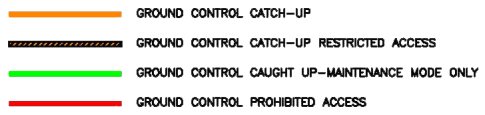 GROUND CONTROL CATCH-UP
GROUND CONTROL CATCH-UP RESTRICTED ACCESS
GROUND CONTROL CAUGHT UP-MAINTENANCE MODE ONLY
GROUND CONTROL PROHIBITED ACCESS